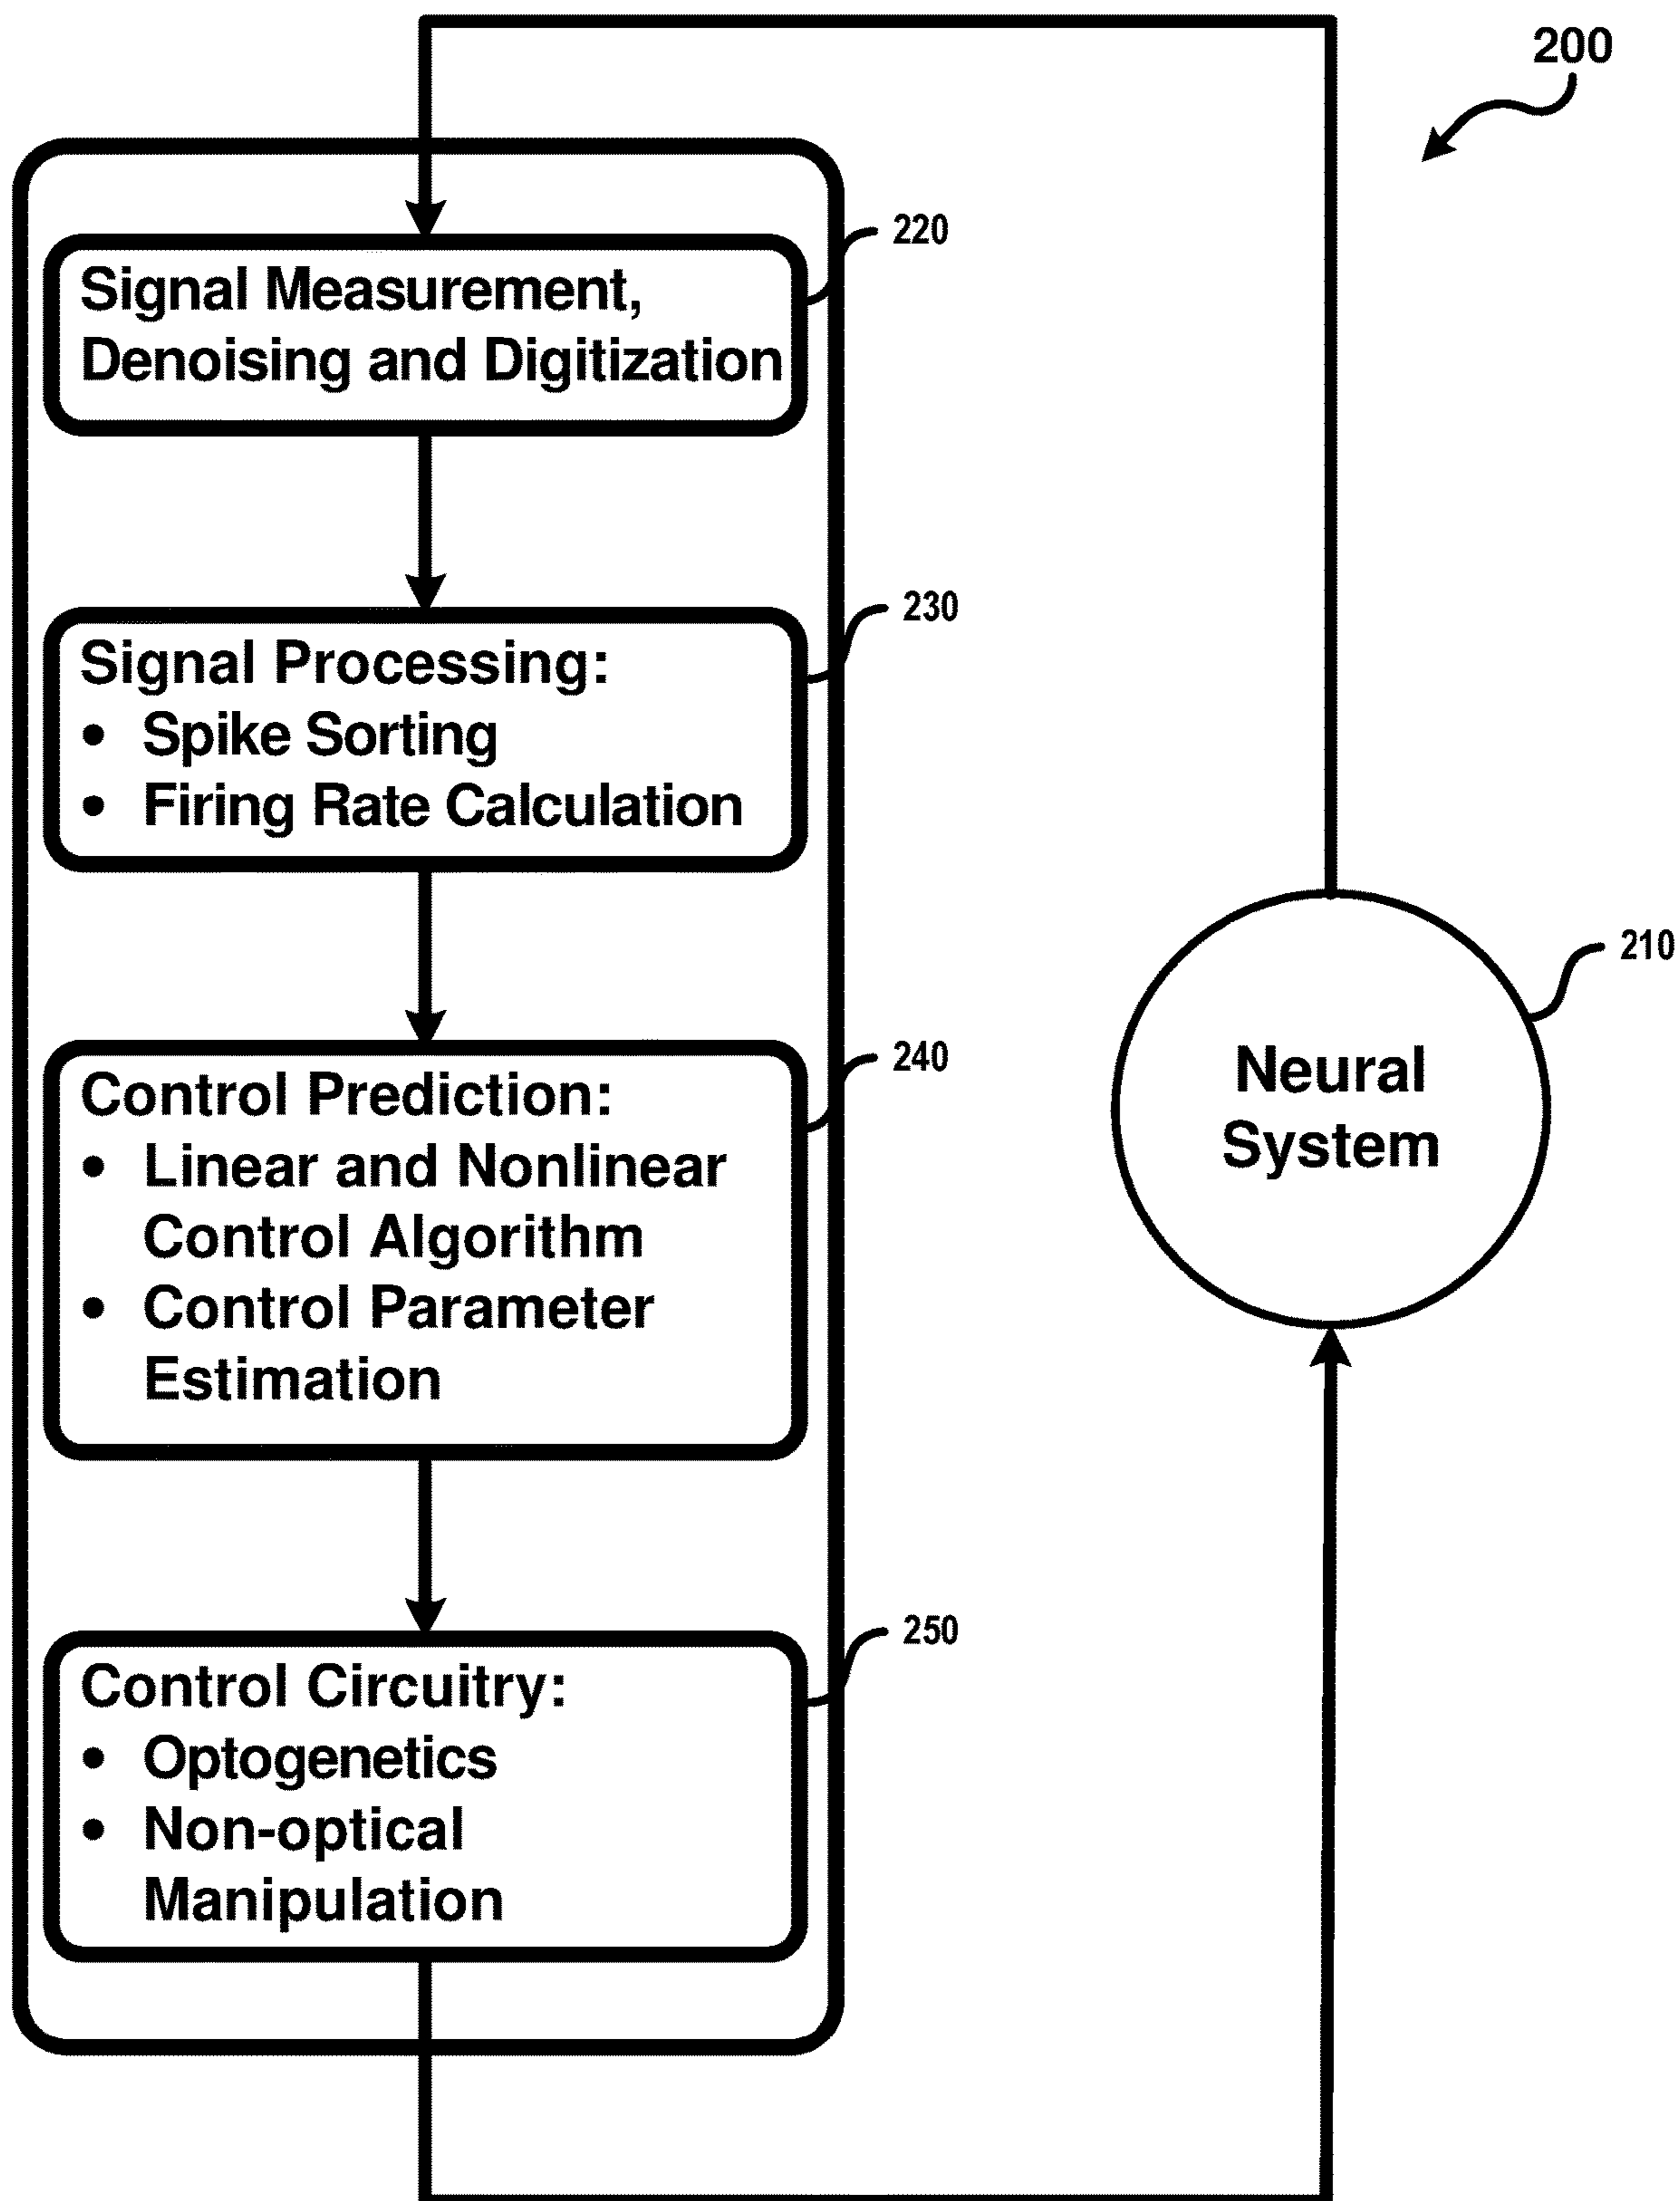 200
220
Signal Measurement,
Denoising and Digitization
230
Signal Processing:
• Spike Sorting
• Firing Rate Calculation
210
Neural
System
240
Control Prediction:
• Linear and Nonlinear
Control Algorithm
• Control Parameter
Estimation
250
Control Circuitry:
• Optogenetics
• Non-optical
Manipulation